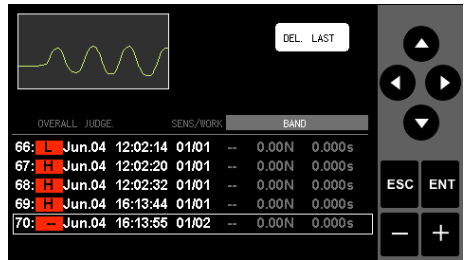 DEL. LAST
OVERALL JUDGE. SENS/WORK BAND
66: L Jun.04 12:02:14 01/01 -- 0.00N 0.000s
67: H Jun.04 12:02:20 01/01 -- 0.00N 0.000s
68: H Jun.04 12:02:32 01/01 -- 0.00N 0.000s
69: H Jun.04 16:13:44 01/01 -- 0.00N 0.000s
70: -- Jun.04 16:13:55 01/02 -- 0.00N 0.000s
ESC ENT
- +